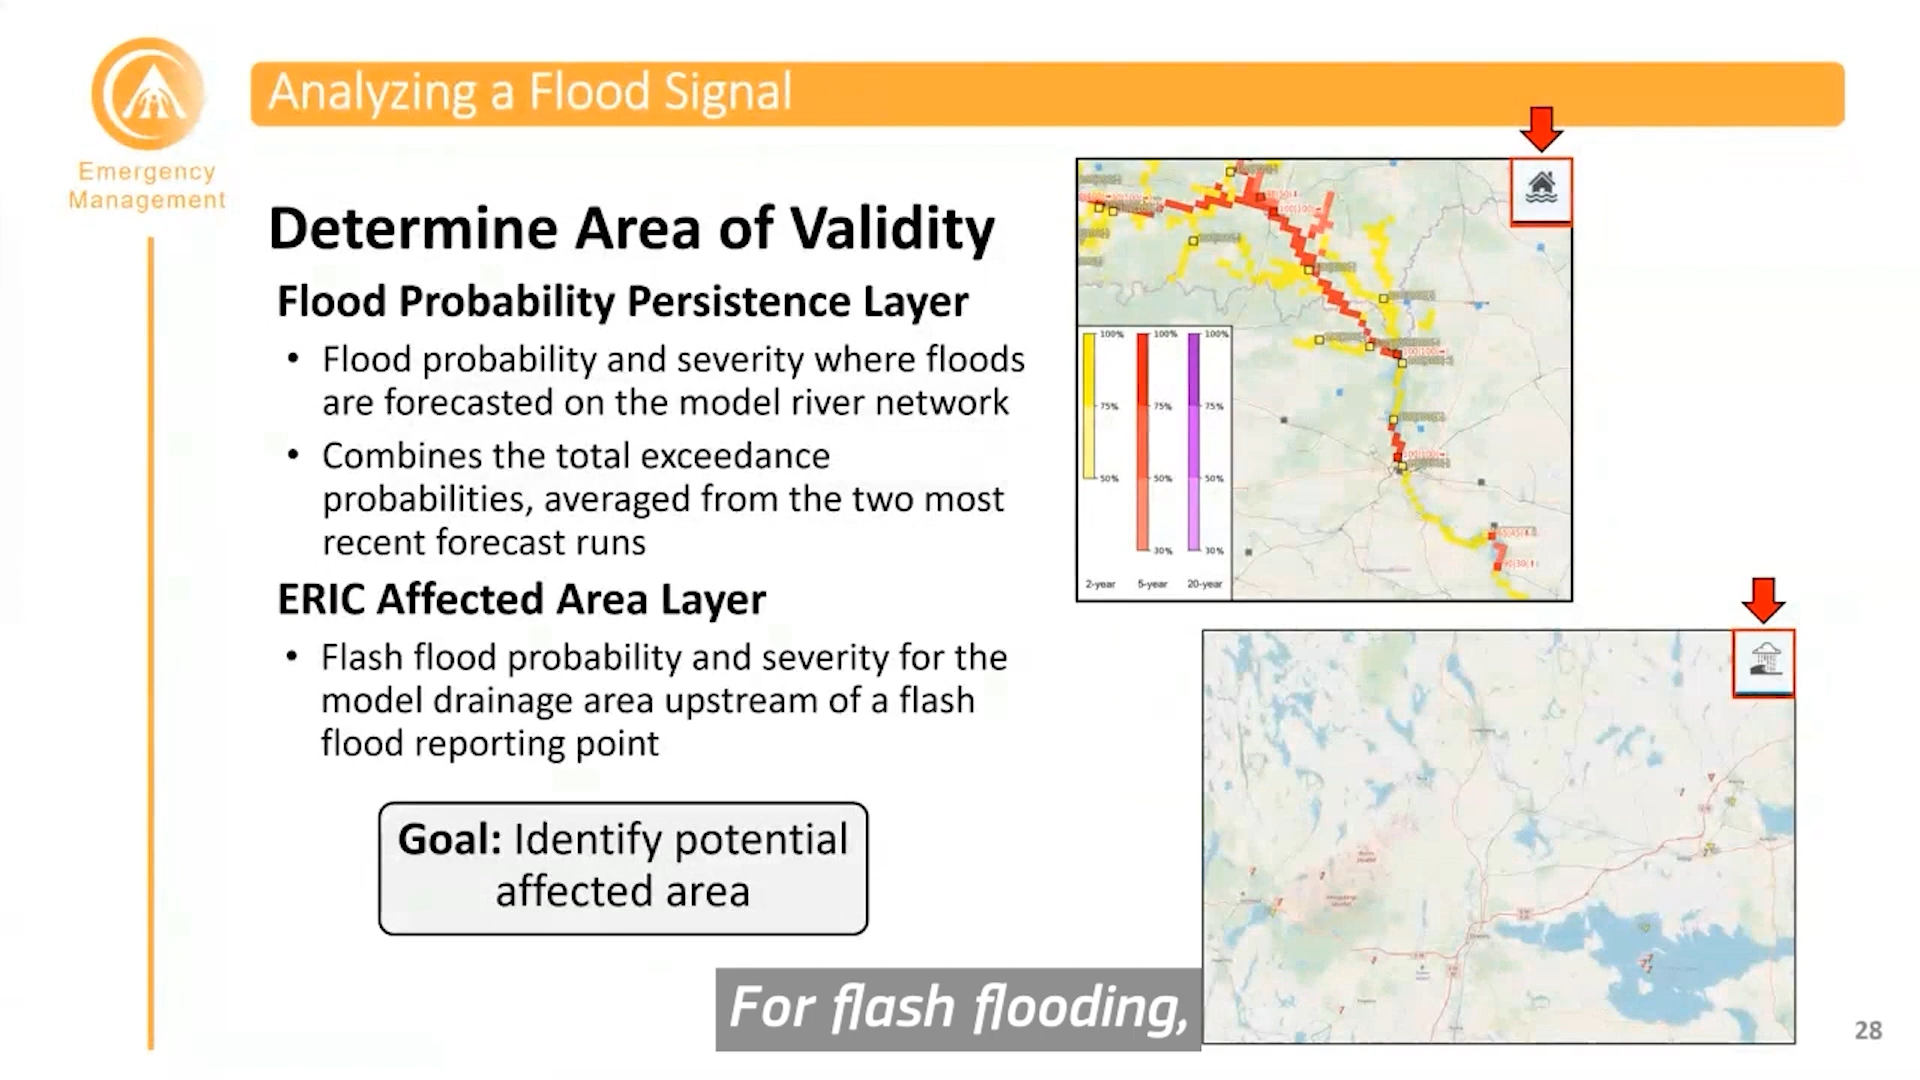 Analyzing a Flood Signal
Emergency
Management
Determine Area of Validity
Flood Probability Persistence Layer
• Flood probability and severity where floods
are forecasted on the model river network
• Combines the total exceedance
probabilities, averaged from the two most
recent forecast runs
ERIC Affected Area Layer
• Flash flood probability and severity for the
model drainage area upstream of a flash
flood reporting point
Goal: Identify potential
affected area
100% 100% 100%
75% 75% 75%
50% 50% 50%
30% 30%
2-year 5-year 20-year
For flash flooding,
28